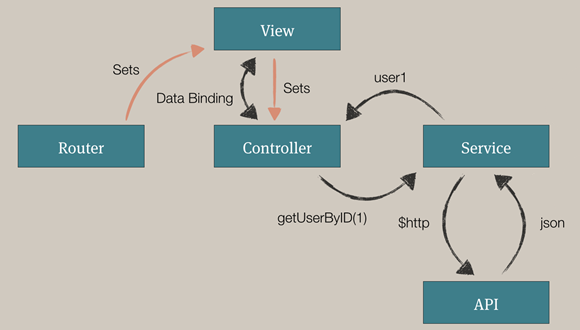 View
Sets
Data Binding
Sets
user1
Router
Controller
Service
getUserByID(1)
$http
json
API